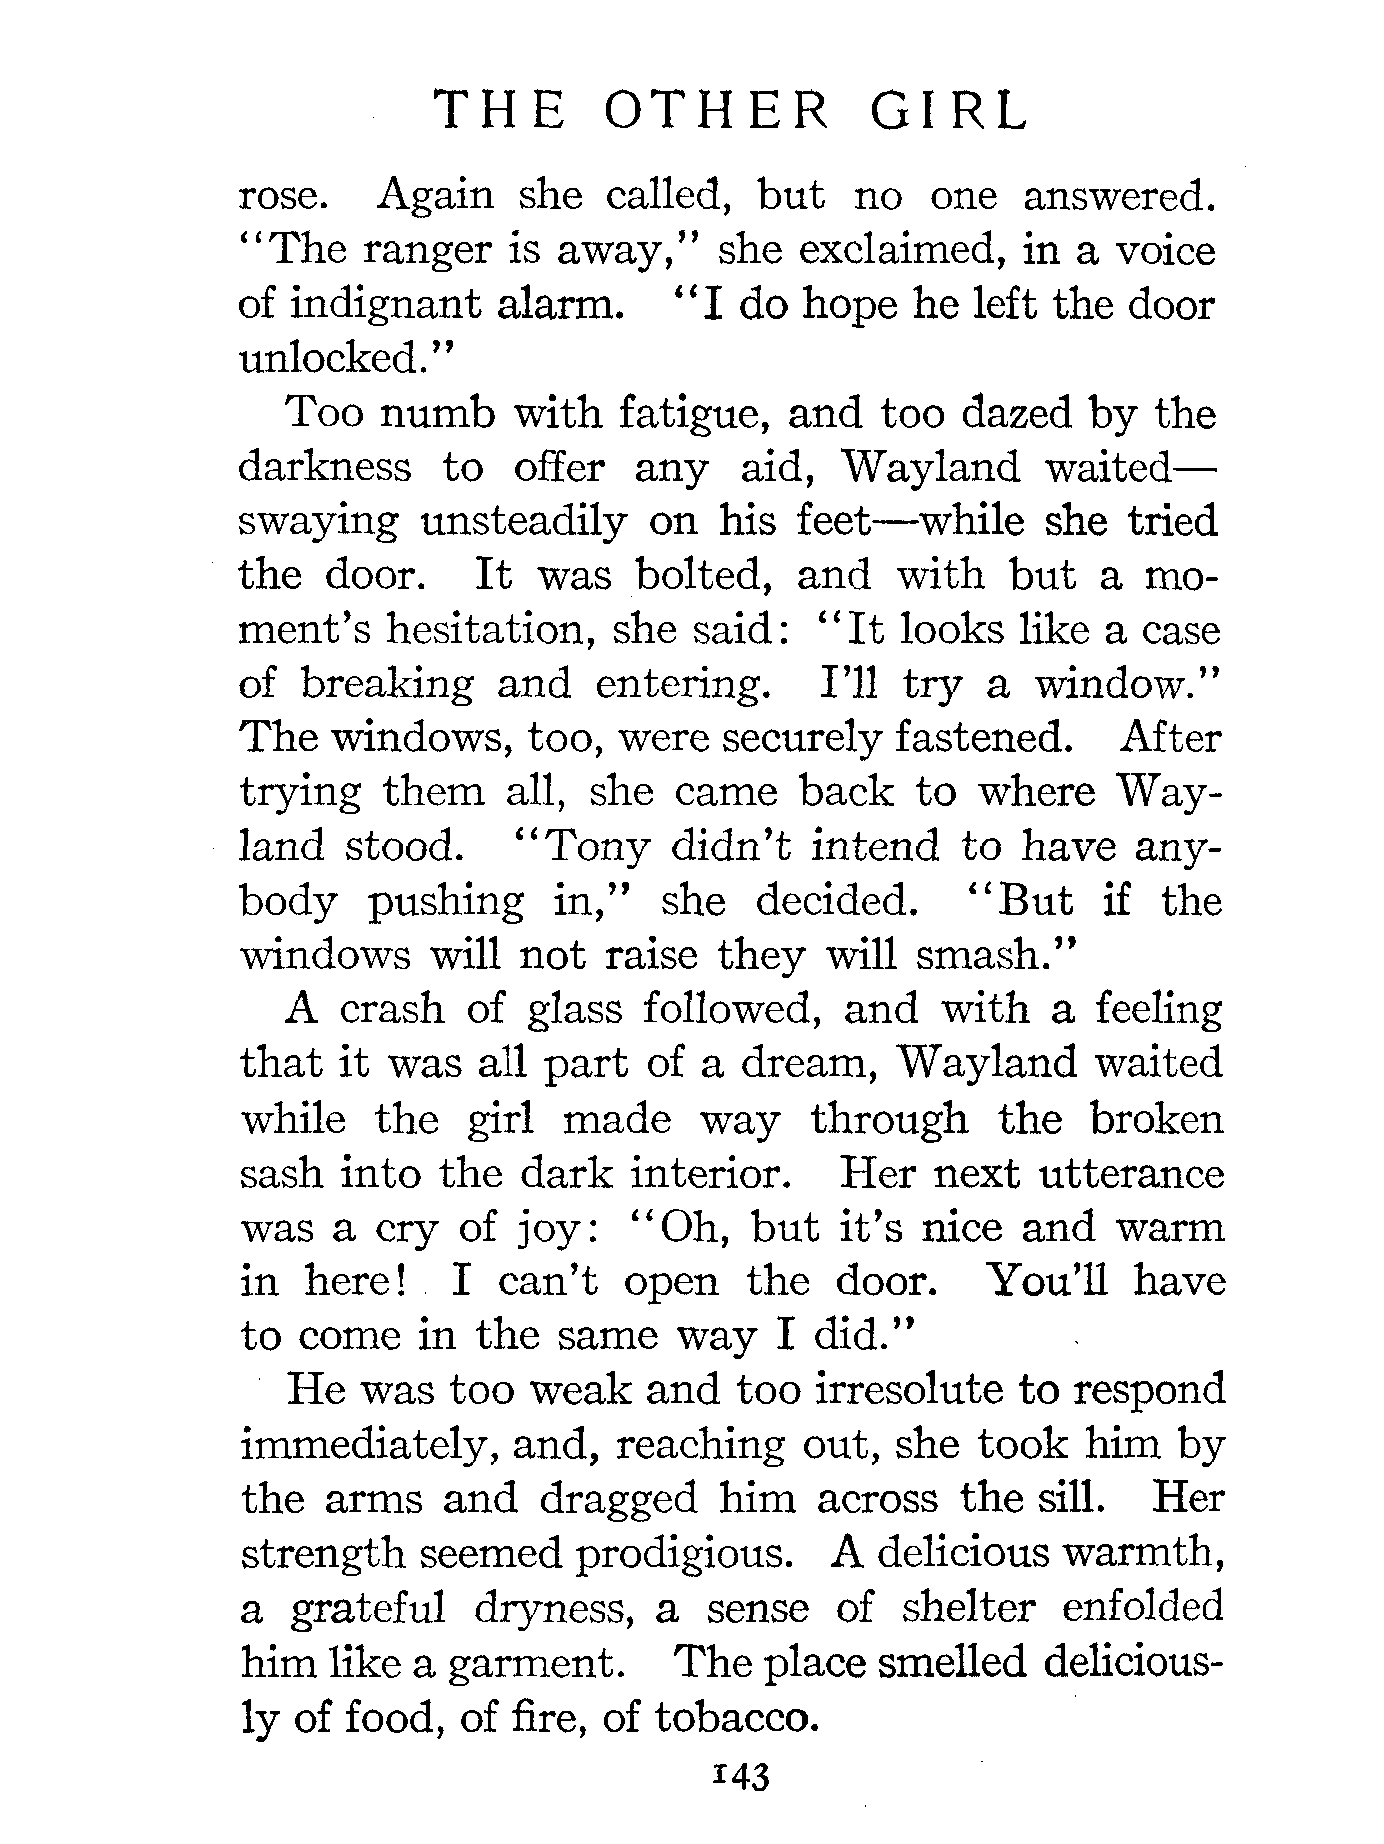 THE OTHER GIRL
rose. Again she called, but no one answered.
"The ranger is away," she exclaimed, in a voice
of indignant alarm. "I do hope he left the door
unlocked."
Too numb with fatigue, and too dazed by the
darkness to offer any aid, Wayland waited—
swaying unsteadily on his feet—while she tried
the door. It was bolted, and with but a mo-
ment's hesitation, she said: "It looks like a case
of breaking and entering. I'll try a window."
The windows, too, were securely fastened. After
trying them all, she came back to where Way-
land stood. "Tony didn't intend to have any-
body pushing in," she decided. "But if the
windows will not raise they will smash."
A crash of glass followed, and with a feeling
that it was all part of a dream, Wayland waited
while the girl made way through the broken
sash into the dark interior. Her next utterance
was a cry of joy: "Oh, but it's nice and warm
in here! I can't open the door. You'll have
to come in the same way I did."
He was too weak and too irresolute to respond
immediately, and, reaching out, she took him by
the arms and dragged him across the sill. Her
strength seemed prodigious. A delicious warmth,
a grateful dryness, a sense of shelter enfolded
him like a garment. The place smelled delicious-
ly of food, of fire, of tobacco.
143